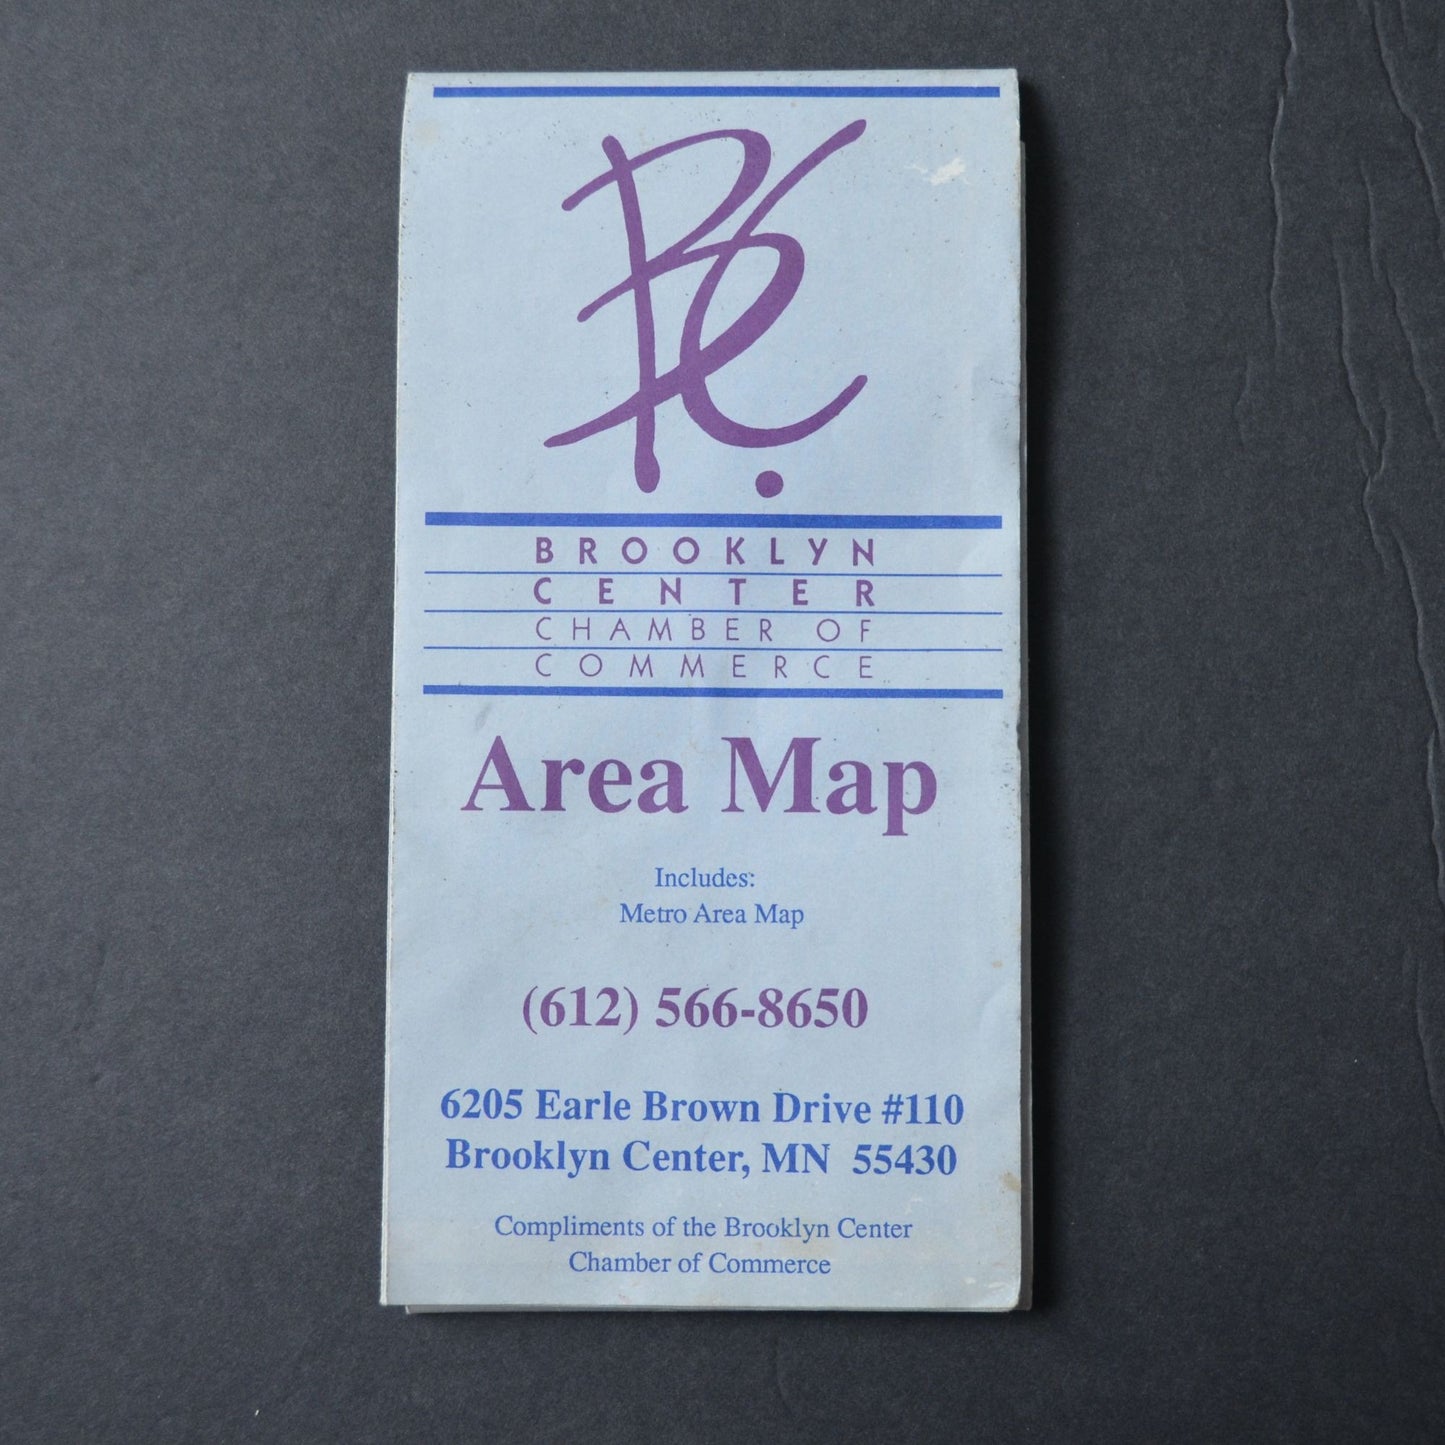 BC.
BROOKLYN
CENTER
CHAMBER OF
COMMERCE
Area Map
Includes:
Metro Area Map
(612) 566-8650
6205 Earle Brown Drive #110
Brooklyn Center, MN 55430
Compliments of the Brooklyn Center
Chamber of Commerce